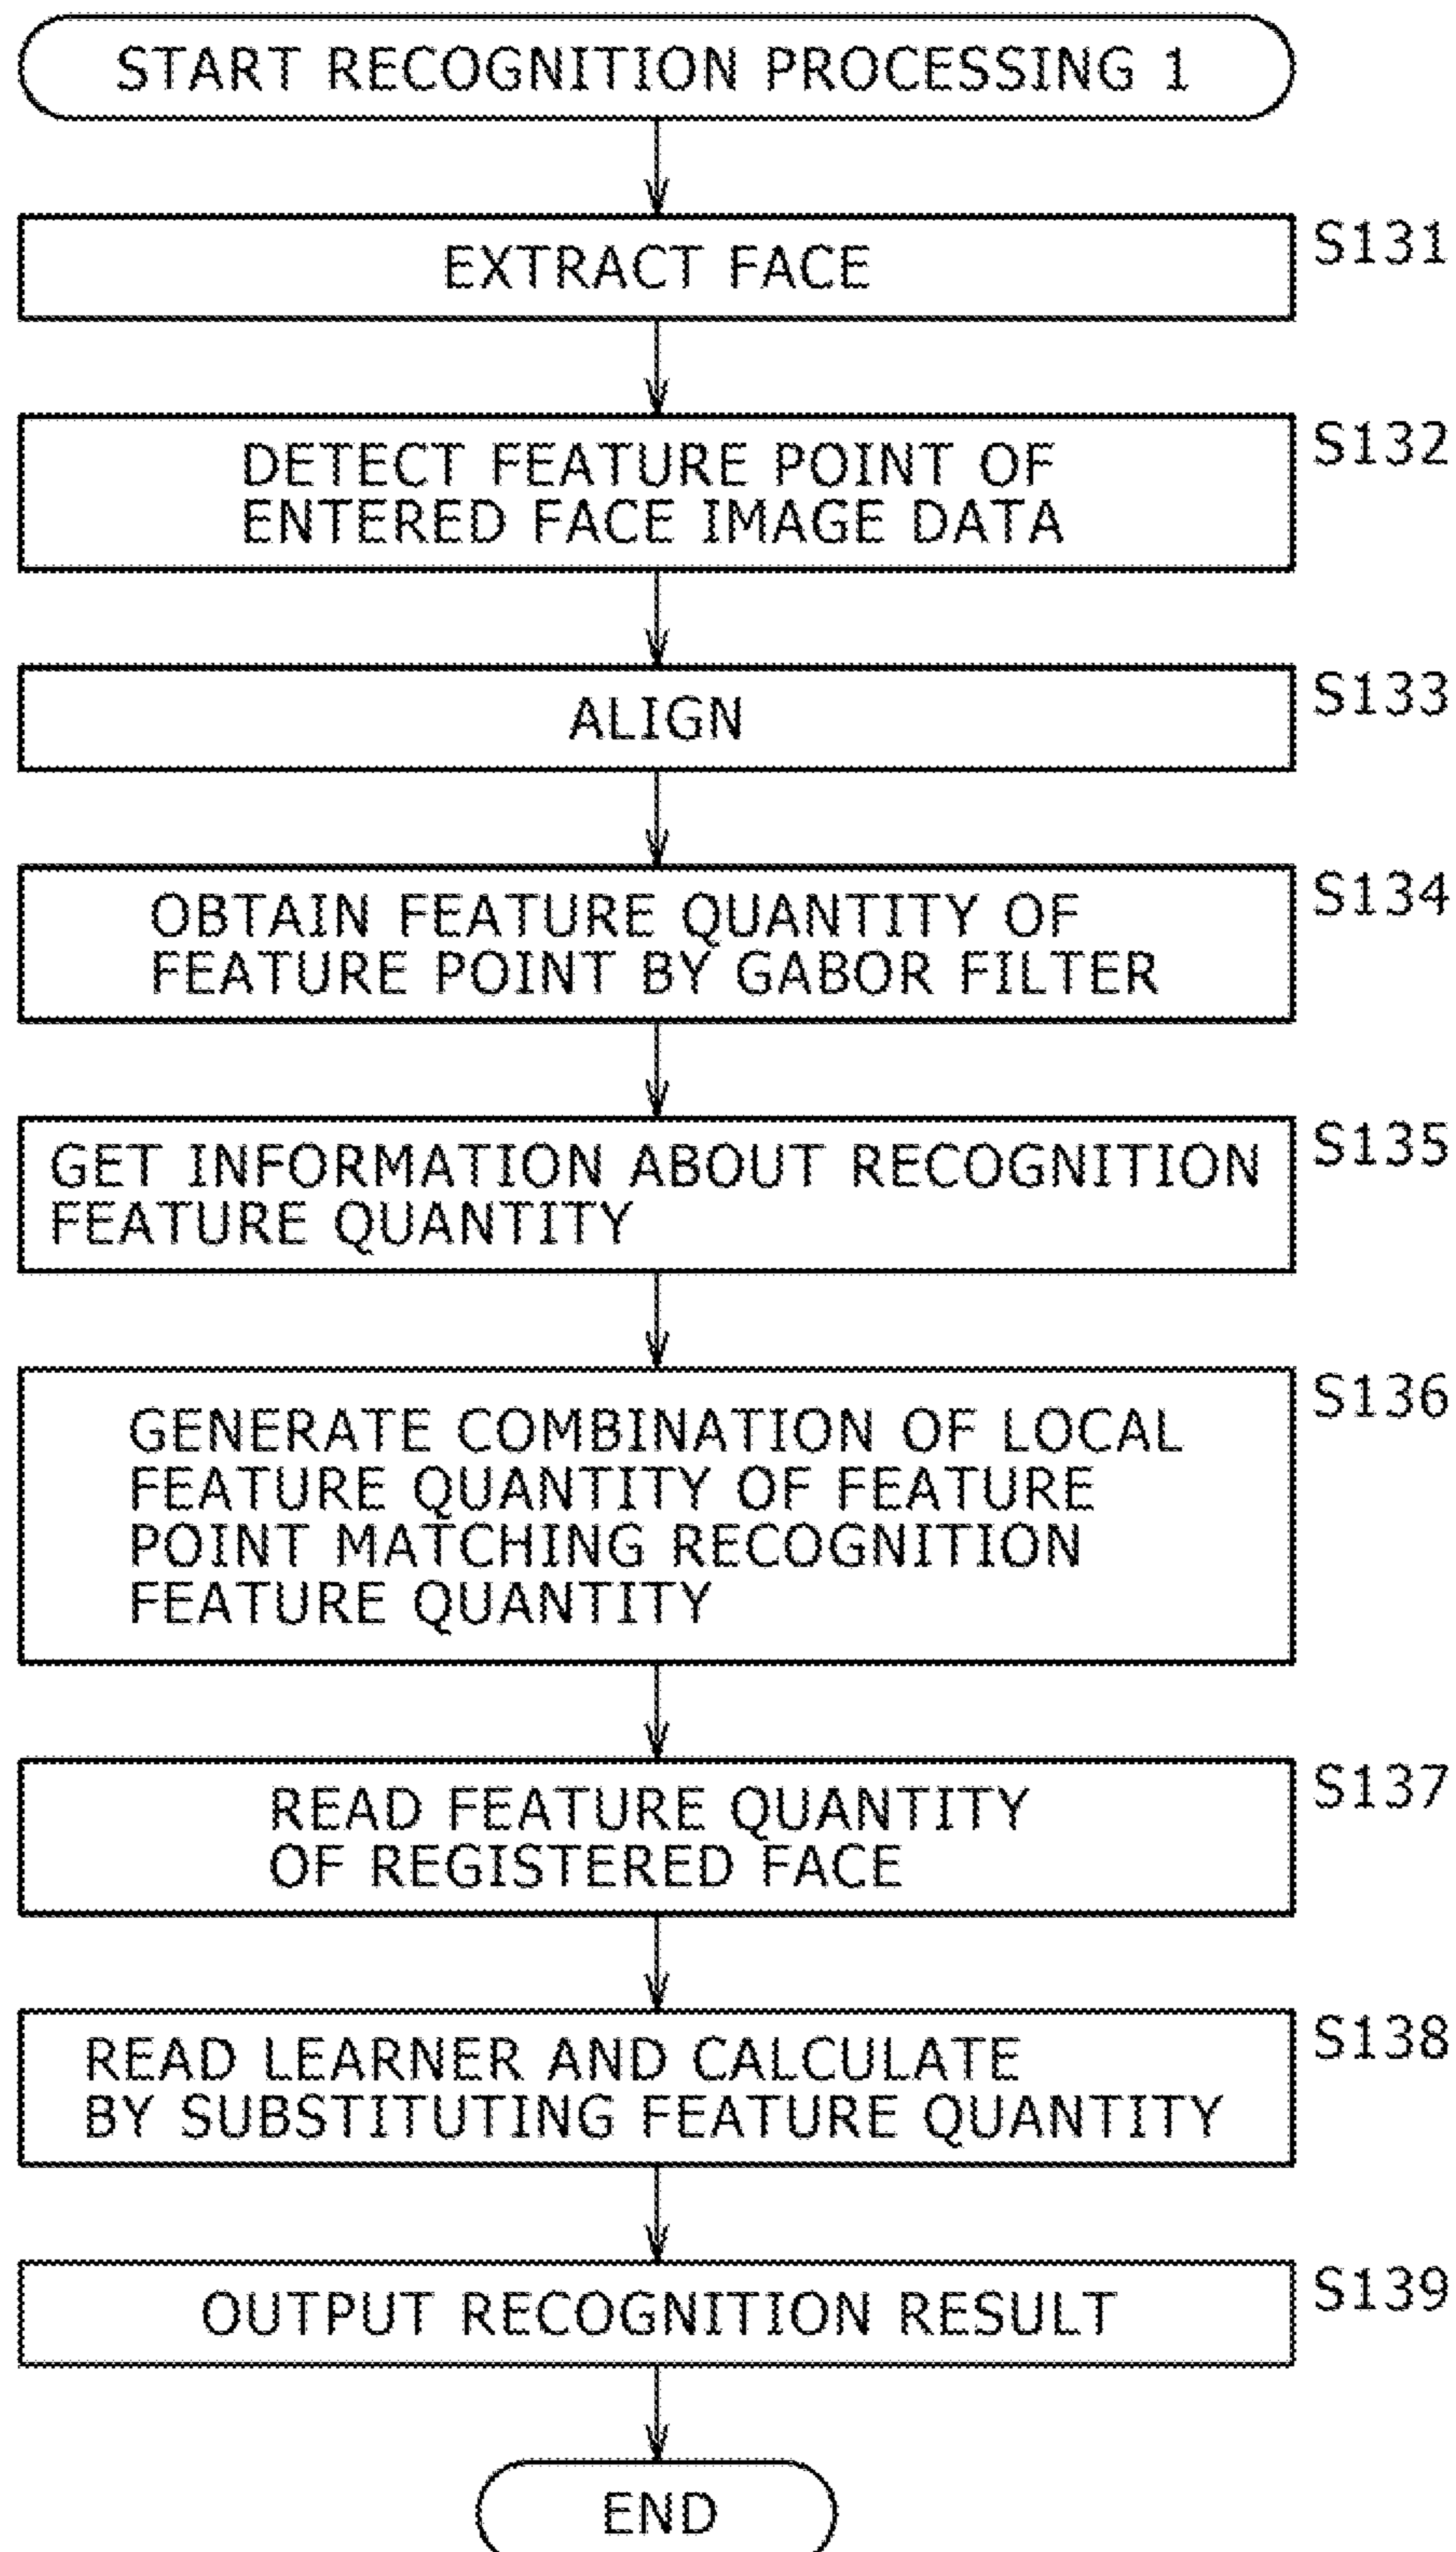 START RECOGNITION PROCESSING 1
EXTRACT FACE
S131
DETECT FEATURE POINT OF
ENTERED FACE IMAGE DATA
S132
ALIGN
S133
OBTAIN FEATURE QUANTITY OF
FEATURE POINT BY GABOR FILTER
S134
GET INFORMATION ABOUT RECOGNITION
FEATURE QUANTITY
S135
GENERATE COMBINATION OF LOCAL
FEATURE QUANTITY OF FEATURE
POINT MATCHING RECOGNITION
FEATURE QUANTITY
S136
READ FEATURE QUANTITY
OF REGISTERED FACE
S137
READ LEARNER AND CALCULATE
BY SUBSTITUTING FEATURE QUANTITY
S138
OUTPUT RECOGNITION RESULT
S139
END